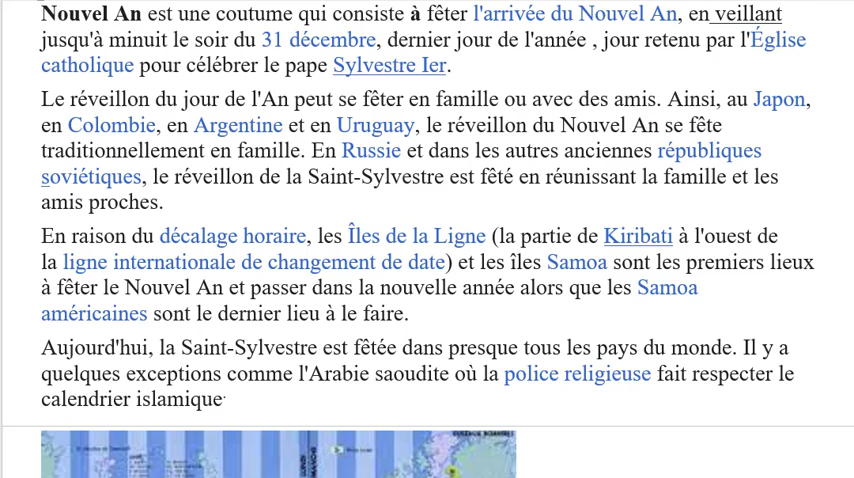 Nouvel An est une coutume qui consiste à fêter l'arrivée du Nouvel An, en veillant
jusqu'à minuit le soir du 31 décembre, dernier jour de l'année , jour retenu par l'Église
catholique pour célébrer le pape Sylvestre Ier.
Le réveillon du jour de l'An peut se fêter en famille ou avec des amis. Ainsi, au Japon,
en Colombie, en Argentine et en Uruguay, le réveillon du Nouvel An se fête
traditionnellement en famille. En Russie et dans les autres anciennes républiques
soviétiques, le réveillon de la Saint-Sylvestre est fêté en réunissant la famille et les
amis proches.
En raison du décalage horaire, les Îles de la Ligne (la partie de Kiribati à l'ouest de
la ligne internationale de changement de date) et les îles Samoa sont les premiers lieux
à fêter le Nouvel An et passer dans la nouvelle année alors que les Samoa
américaines sont le dernier lieu à le faire.
Aujourd'hui, la Saint-Sylvestre est fêtée dans presque tous les pays du monde. Il y a
quelques exceptions comme l'Arabie saoudite où la police religieuse fait respecter le
calendrier islamique